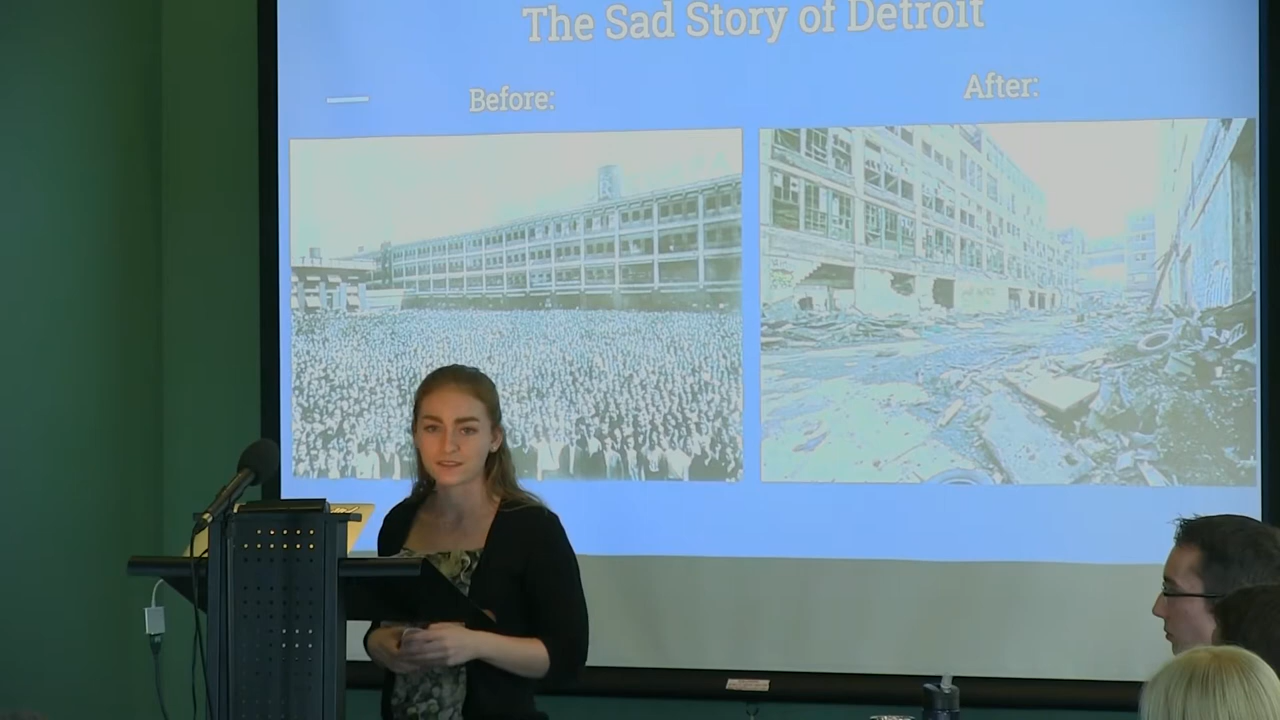 The Sad Story of Detroit
Before:
After: